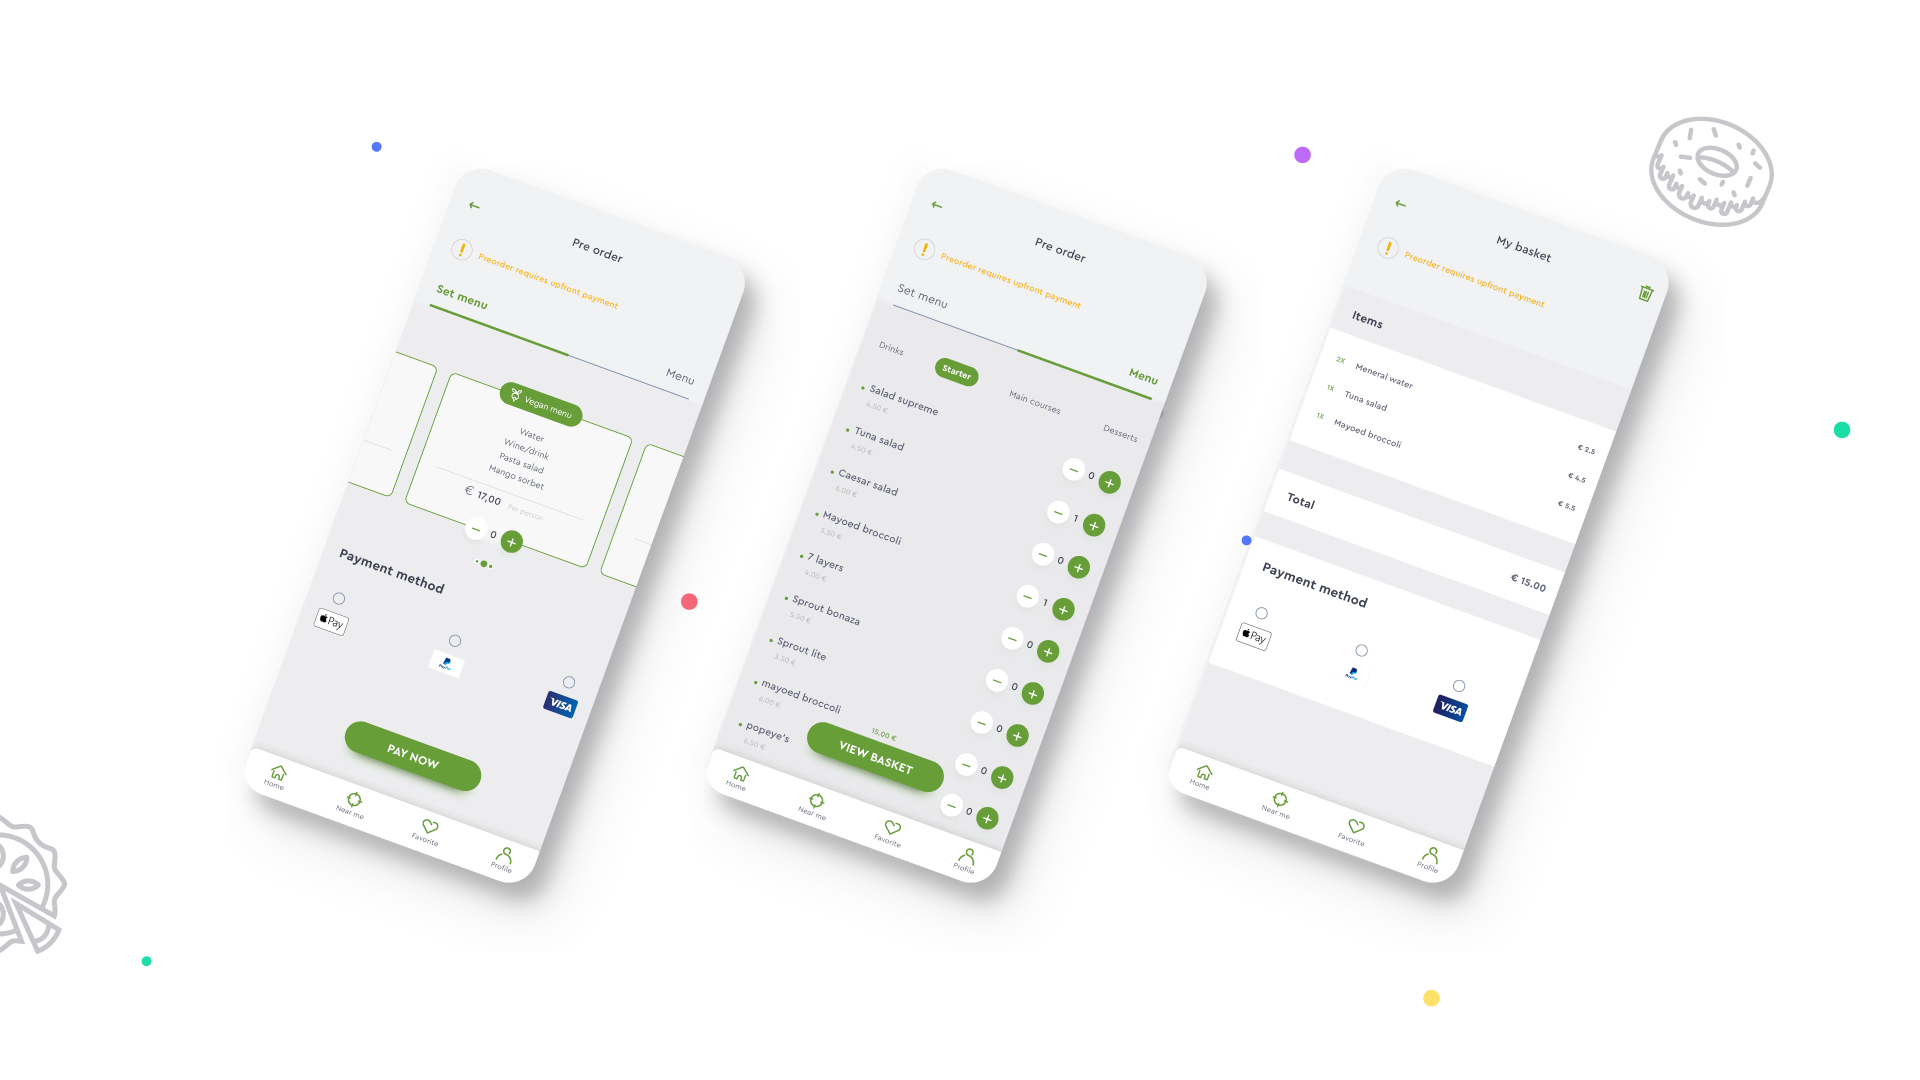 Pre order
Preorder requires upfront payment
Set menu
Menu
Vegan menu
Water
Wine/drink
Pasta salad
Mango sorbet
€ 17,00 Per person
0
Payment method
Pay
PayPal
VISA
PAY NOW
Home
Near me
Favorite
Profile
Pre order
Preorder requires upfront payment
Set menu
Menu
Drinks
Starter
Main courses
Desserts
Salad supreme
4.50 €
0
Tuna salad
4.50 €
1
Caesar salad
6.00 €
0
Mayoed broccoli
3.50 €
1
7 layers
4.00 €
0
Sprout bonaza
5.50 €
0
Sprout lite
3.50 €
0
mayoed broccoli
6.00 €
0
popeye's
6.50 €
0
15.00 €
VIEW BASKET
Home
Near me
Favorite
Profile
My basket
Preorder requires upfront payment
Items
2X Meneral water € 2.5
1X Tuna salad € 4.5
1X Mayoed broccoli € 5.5
Total
€ 15.00
Payment method
Pay
PayPal
VISA
Home
Near me
Favorite
Profile